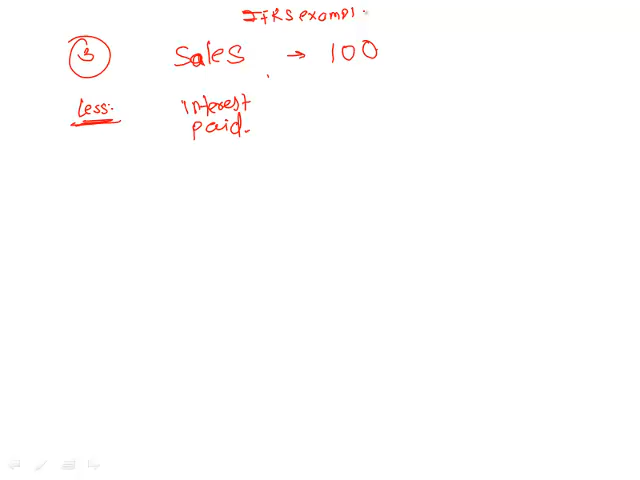 IFRS exampl
3 Sales → 100
Less: interest
paid.